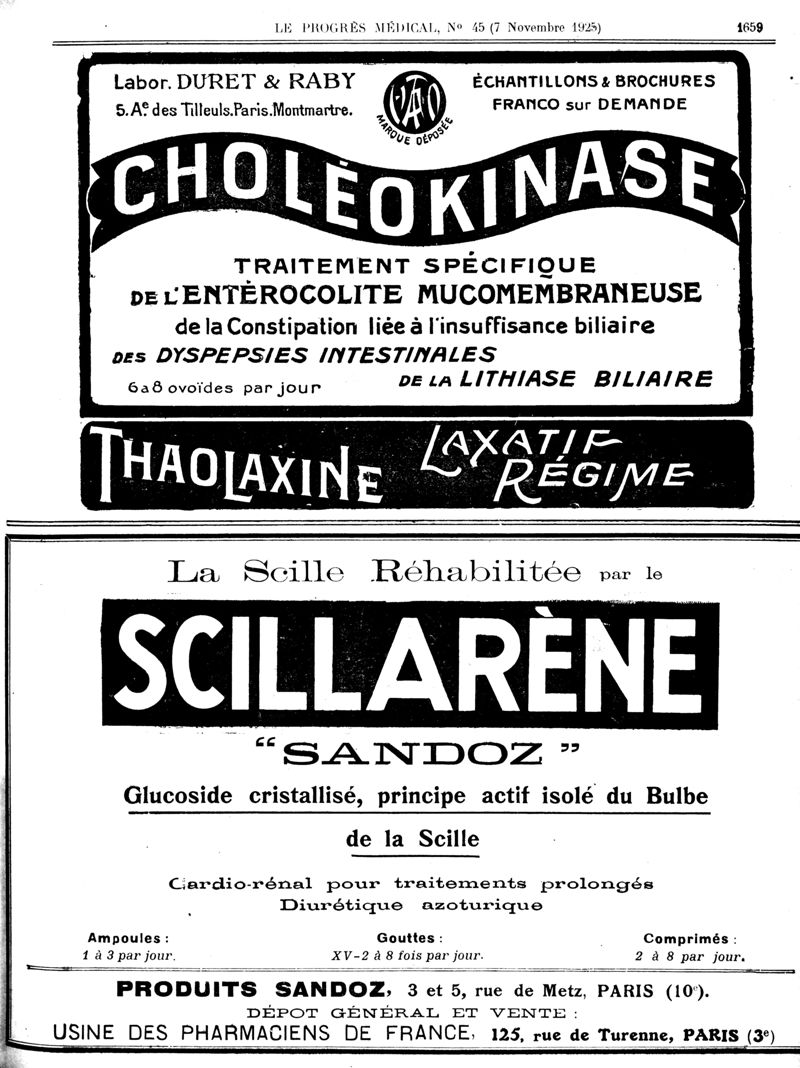 LE PROGRÈS MÉDICAL, No 45 (7 Novembre 1925) 1659
Labor. DURET & RABY
5. Ae. des Tilleuls. Paris. Montmartre.
MARQUE DÉPOSÉE
ÉCHANTILLONS & BROCHURES
FRANCO sur DEMANDE
CHOLÉOKINASE
TRAITEMENT SPÉCIFIQUE
DE L'ENTÉROCOLITE MUCOMEMBRANEUSE
de la Constipation liée à l'insuffisance biliaire
DES DYSPEPSIES INTESTINALES
6 a 8 ovoïdes par jour
DE LA LITHIASE BILIAIRE
THAOLAXINE
LAXATIF
RÉGIME
La Scille Réhabilitée par le
SCILLARÈNE
“SANDOZ”
Glucoside cristallisé, principe actif isolé du Bulbe
de la Scille
Cardio-rénal pour traitements prolongés
Diurétique azoturique
Ampoules : Gouttes : Comprimés :
1 à 3 par jour. XV-2 à 8 fois par jour. 2 à 8 par jour.
PRODUITS SANDOZ, 3 et 5, rue de Metz, PARIS (10e).
DÉPOT GÉNÉRAL ET VENTE :
USINE DES PHARMACIENS DE FRANCE, 125, rue de Turenne, PARIS (3e)